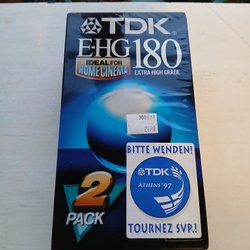 TDK
E-HG 180
IDEAL FOR
HOME CINEMA
EXTRA HIGH GRADE
BITTE WENDEN!
TDK
ATHENS '97
TOURNEZ SVP.!
2
PACK